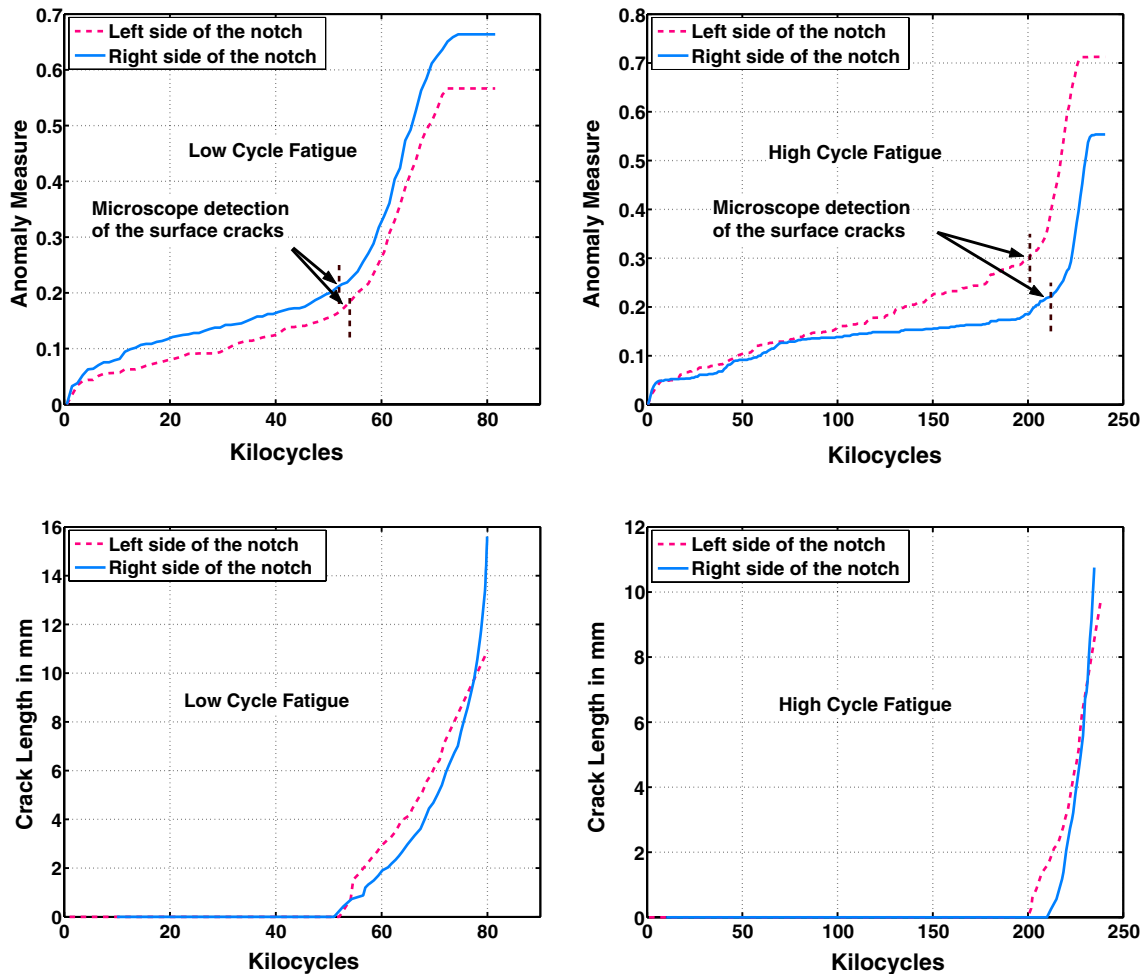 0.7
0.6
0.5
0.4
0.3
0.2
0.1
0
Anomaly Measure
Left side of the notch
Right side of the notch
Low Cycle Fatigue
Microscope detection
of the surface cracks
0 20 40 60 80
Kilocycles
0.8
0.7
0.6
0.5
0.4
0.3
0.2
0.1
0
Anomaly Measure
Left side of the notch
Right side of the notch
High Cycle Fatigue
Microscope detection
of the surface cracks
0 50 100 150 200 250
Kilocycles
16
14
12
10
8
6
4
2
0
Crack Length in mm
Left side of the notch
Right side of the notch
Low Cycle Fatigue
0 20 40 60 80
Kilocycles
12
10
8
6
4
2
0
Crack Length in mm
Left side of the notch
Right side of the notch
High Cycle Fatigue
0 50 100 150 200 250
Kilocycles